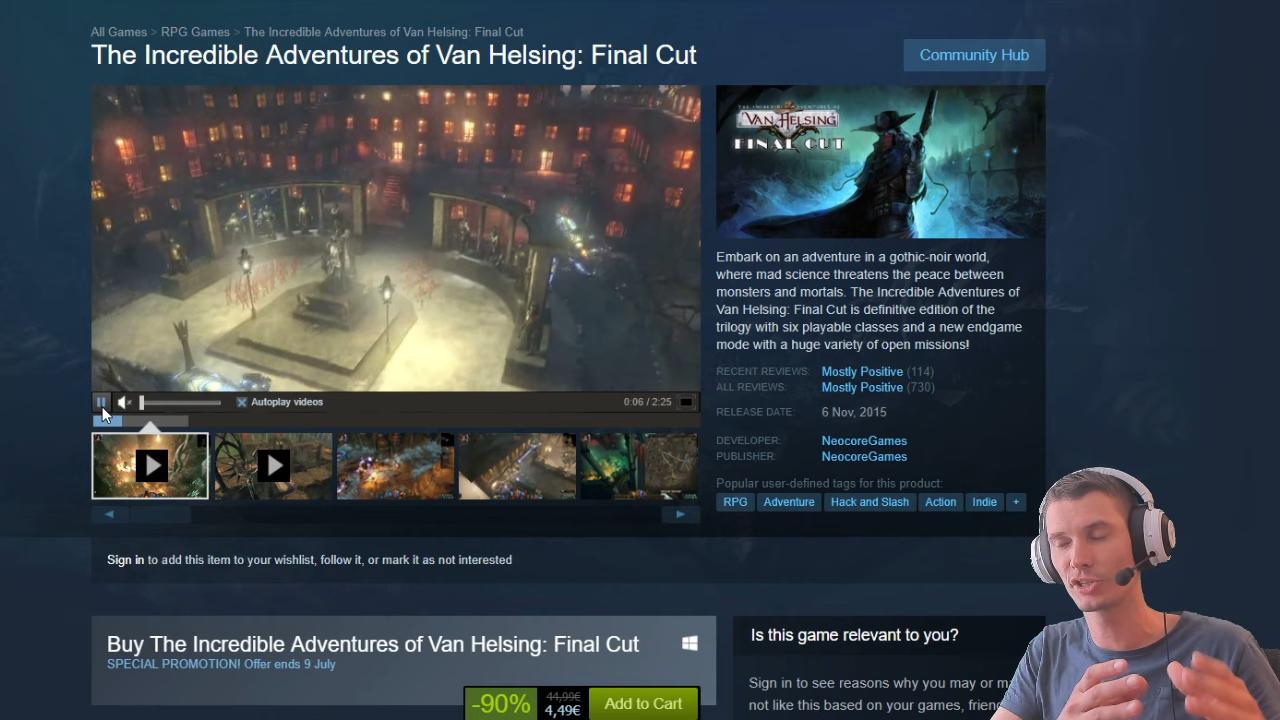 All Games > RPG Games > The Incredible Adventures of Van Helsing: Final Cut
The Incredible Adventures of Van Helsing: Final Cut
Community Hub
THE INCREDIBLE ADVENTURES OF
VAN HELSING
FINAL CUT
Embark on an adventure in a gothic-noir world,
where mad science threatens the peace between
monsters and mortals. The Incredible Adventures of
Van Helsing: Final Cut is definitive edition of the
trilogy with six playable classes and a new endgame
mode with a huge variety of open missions!
RECENT REVIEWS: Mostly Positive (114)
ALL REVIEWS: Mostly Positive (730)
RELEASE DATE: 6 Nov, 2015
DEVELOPER: NeocoreGames
PUBLISHER: NeocoreGames
Popular user-defined tags for this product:
RPG Adventure Hack and Slash Action Indie +
Autoplay videos 0:06 / 2:25
Sign in to add this item to your wishlist, follow it, or mark it as not interested
Buy The Incredible Adventures of Van Helsing: Final Cut
SPECIAL PROMOTION! Offer ends 9 July
-90% 44,99€ 4,49€ Add to Cart
Is this game relevant to you?
Sign in to see reasons why you may or m
not like this based on your games, frien